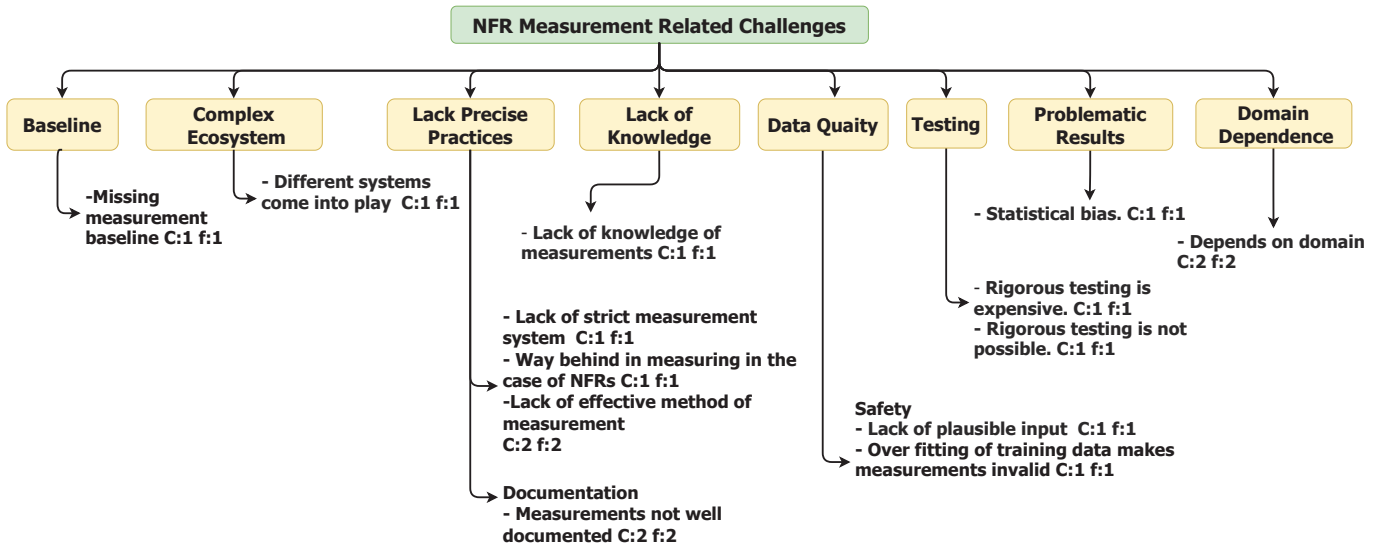 NFR Measurement Related Challenges
Baseline
Complex
Ecosystem
Lack Precise
Practices
Lack of
Knowledge
Data Quaity
Testing
Problematic
Results
Domain
Dependence
-Missing
measurement
baseline C:1 f:1
- Different systems
come into play C:1 f:1
- Lack of knowledge of
measurements C:1 f:1
- Statistical bias. C:1 f:1
- Depends on domain
C:2 f:2
- Rigorous testing is
expensive. C:1 f:1
- Rigorous testing is not
possible. C:1 f:1
- Lack of strict measurement
system C:1 f:1
- Way behind in measuring in the
case of NFRs C:1 f:1
-Lack of effective method of
measurement
C:2 f:2
Safety
- Lack of plausible input C:1 f:1
- Over fitting of training data makes
measurements invalid C:1 f:1
Documentation
- Measurements not well
documented C:2 f:2